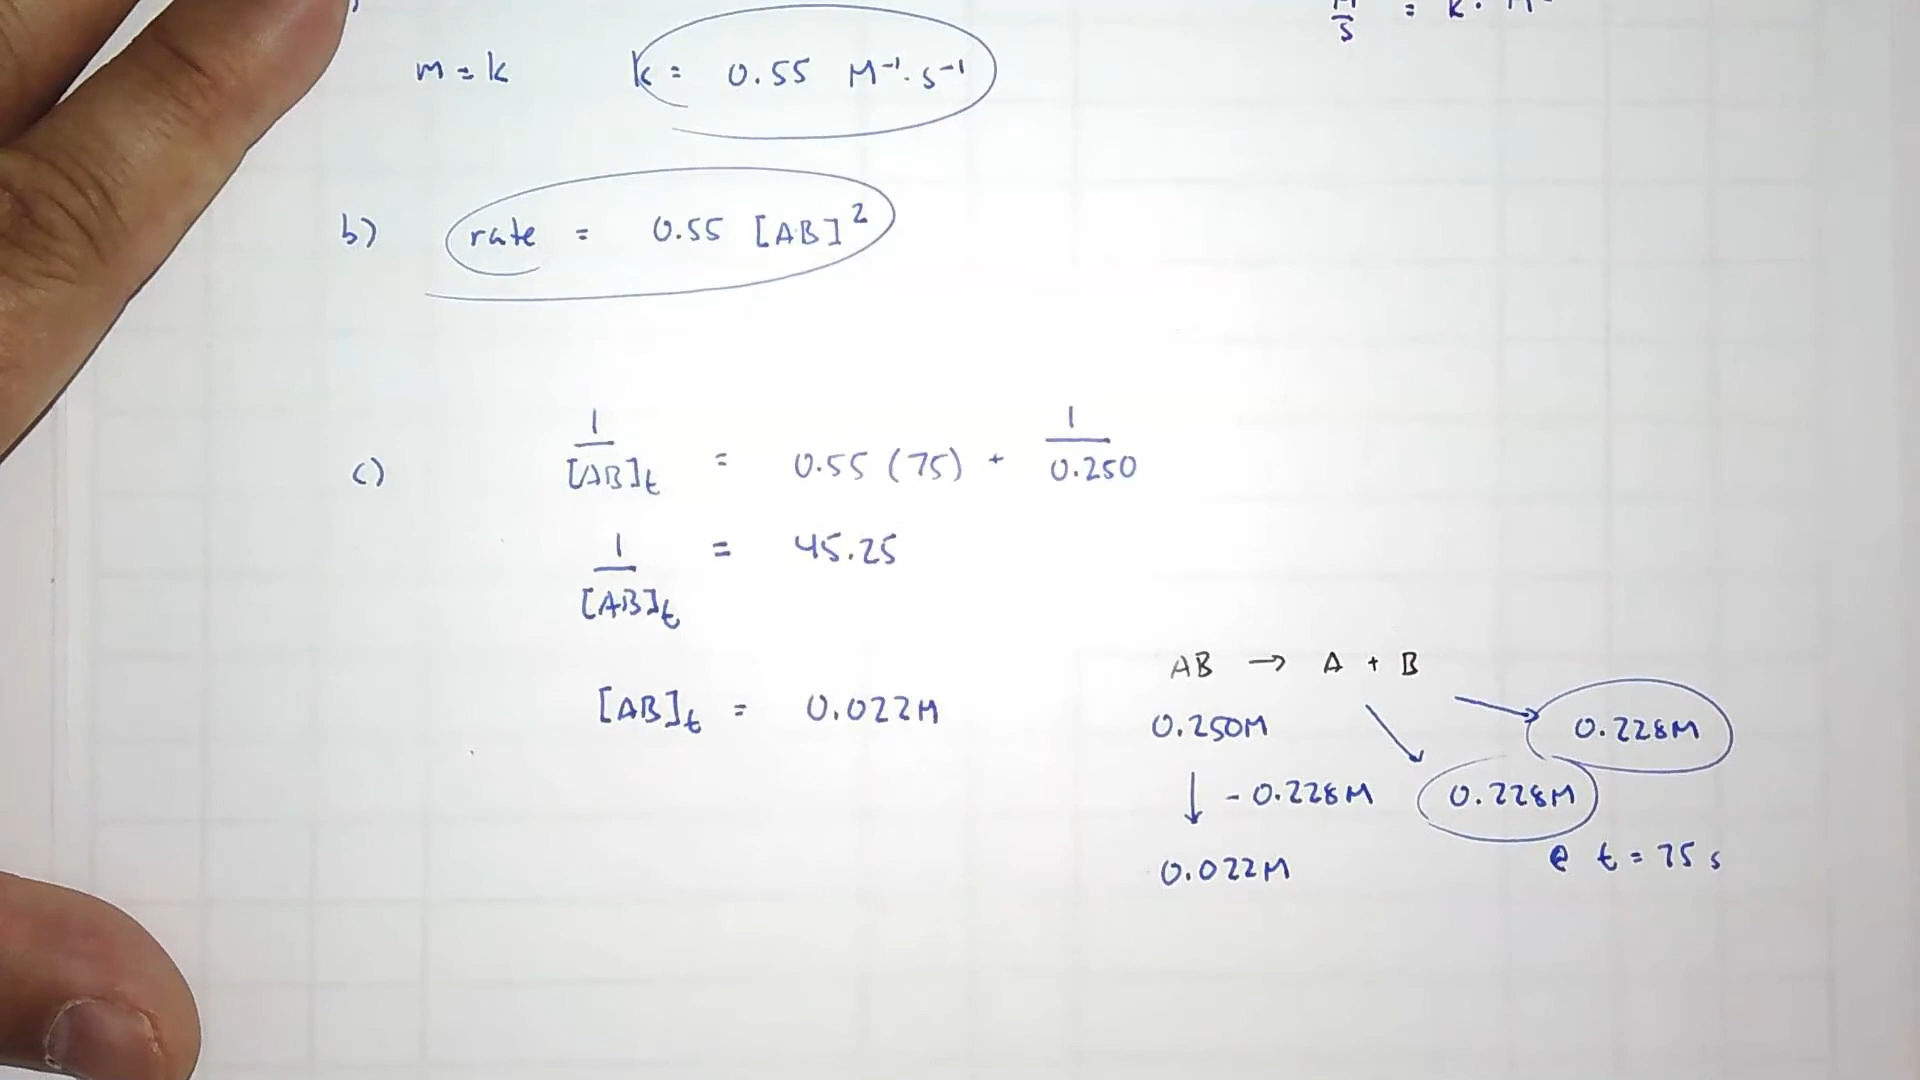 M/S = k · M
m = k    k = 0.55 M⁻¹·s⁻¹
b) rate = 0.55 [AB]²
c) 1/[AB]t = 0.55 (75) + 1/0.250
1/[AB]t = 45.25
[AB]t = 0.022M
AB → A + B
0.250M
0.228M
↓ - 0.228M
0.228M
0.022M
@ t = 75 s